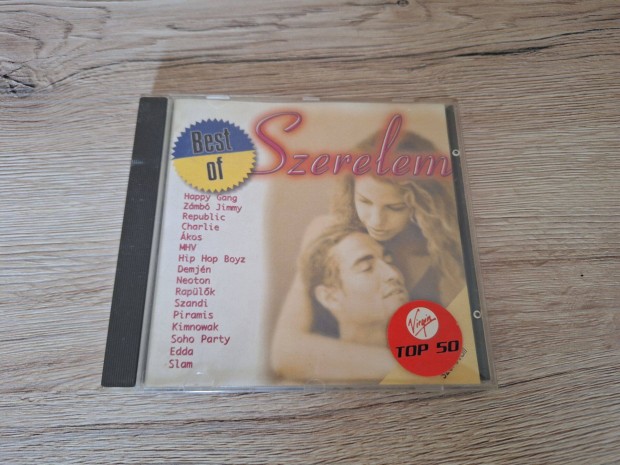 Best
of
Szerelem
Happy Gang
Zámbó Jimmy
Republic
Charlie
Ákos
MHV
Hip Hop Boyz
Demjén
Neoton
Rapülők
Szandi
Piramis
Kimnowak
Soho Party
Edda
Slam
Virgin
TOP 50